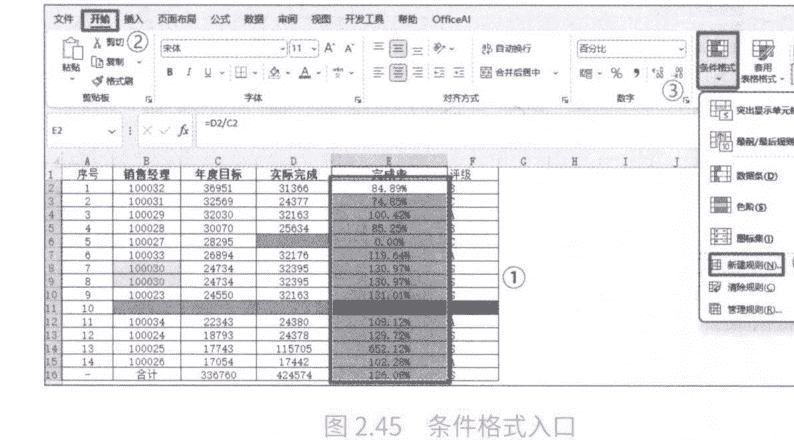 文件 开始 插入 页面布局 公式 数据 审阅 视图 开发工具 帮助 OfficeAI
剪切 ②
复制
粘贴
格式刷
剪贴板
宋体 11 A A
B I U A
字体
对齐方式
自动换行
合并后居中
百分比
% 9
数字
③
条件格式
套用
表格格式
突出显示单元格
最前/最后规则
数据条(D)
色阶(S)
图标集(I)
新建规则(N)...
清除规则(C)
管理规则(R)...
E2 fx =D2/C2
A B C D E F G H I J
1 序号 销售经理 年度目标 实际完成 完成率 评级
2 1 100032 36951 31366 84.89% B
3 2 100031 32569 24377 74.85% C
4 3 100029 32030 32163 100.42% A
5 4 100028 30070 25634 85.25% B
6 5 100027 28295 0.00% C
7 6 100033 26894 32176 119.64% A
8 7 100030 24734 32395 130.97% S
9 8 100030 24734 32395 130.97% S
10 9 100023 24550 32163 131.01% S
11 10
12 11 100034 22343 24380 109.12% A
13 12 100024 18793 24378 129.72% S
14 13 100025 17743 115705 652.12% S
15 14 100026 17054 17442 102.28% A
16 - 合计 336760 424574 126.08% S
①
图 2.45 条件格式入口